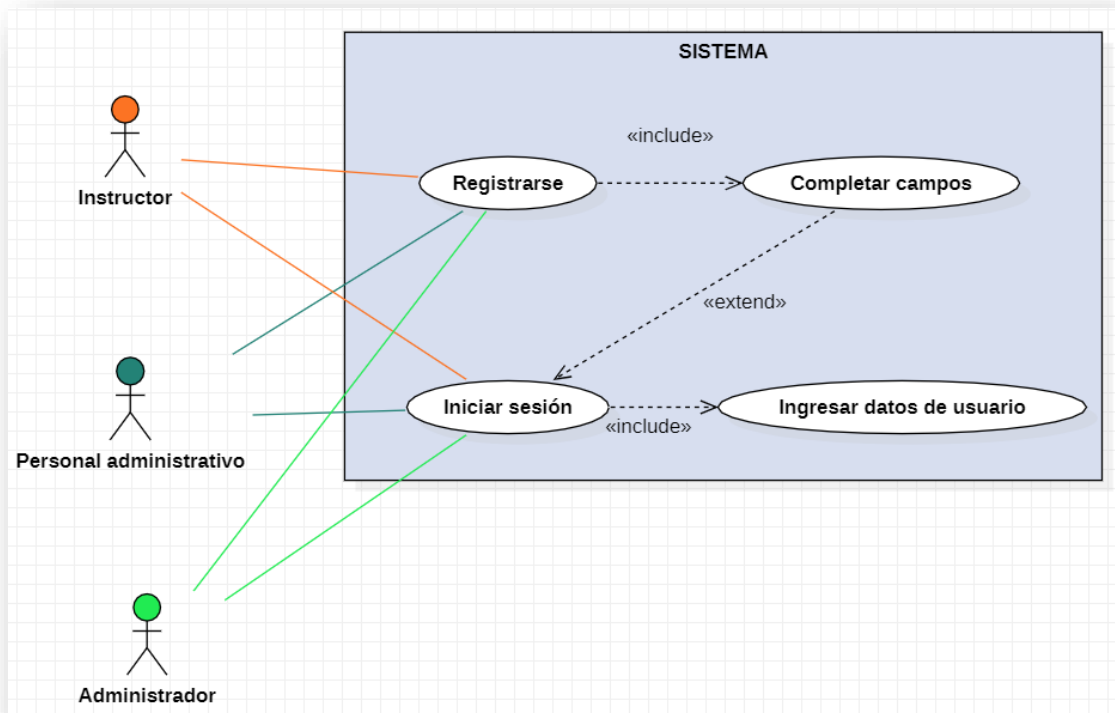 SISTEMA
«include»
Instructor
Registrarse
Completar campos
«extend»
Iniciar sesión
Ingresar datos de usuario
«include»
Personal administrativo
Administrador